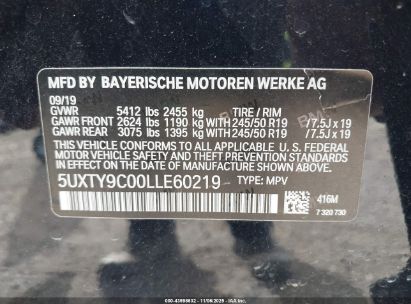 MFD BY BAYERISCHE MOTOREN WERKE AG
09/19
GVWR 5412 lbs 2455 kg TIRE / RIM
GAWR FRONT 2624 lbs 1190 kg WITH 245/50 R19 /7.5J x 19
GAWR REAR 3075 lbs 1395 kg WITH 245/50 R19 /7.5J x 19
THIS VEHICLE CONFORMS TO ALL APPLICABLE U.S. FEDERAL
MOTOR VEHICLE SAFETY, BUMPER, AND THEFT PREVENTION STANDARDS
IN EFFECT ON THE DATE OF MANUFACTURE SHOWN ABOVE.
5UXTY9C00LLE60219 TYPE: MPV
416M
7 320 730